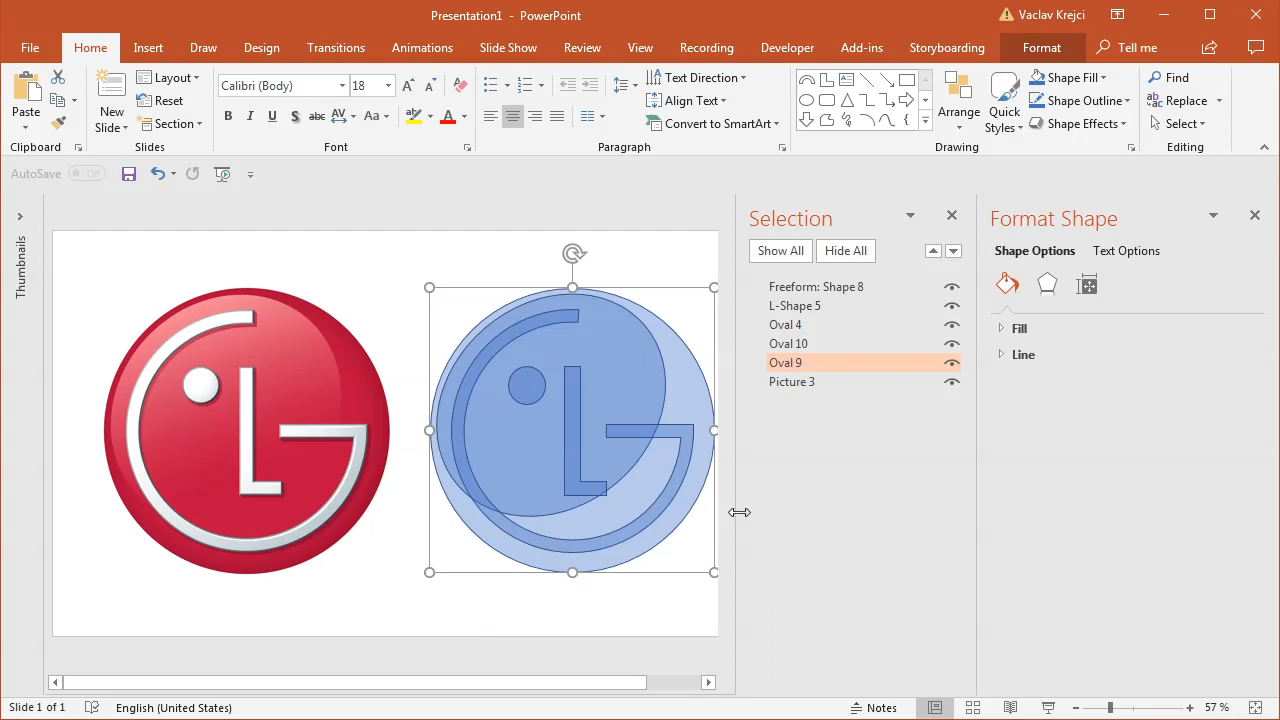 Presentation1 - PowerPoint
Vaclav Krejci
File Home Insert Draw Design Transitions Animations Slide Show Review View Recording Developer Add-ins Storyboarding Format Tell me
Paste
New Slide
Layout
Reset
Section
Calibri (Body) 18
B I U S abc AV Aa A
Text Direction
Align Text
Convert to SmartArt
Arrange
Quick Styles
Shape Fill
Shape Outline
Shape Effects
Find
Replace
Select
Clipboard Slides Font Paragraph Drawing Editing
AutoSave Off
Thumbnails
LG
Selection
Show All Hide All
Freeform: Shape 8
L-Shape 5
Oval 4
Oval 10
Oval 9
Picture 3
Format Shape
Shape Options Text Options
Fill
Line
Slide 1 of 1 English (United States) Notes 57 %